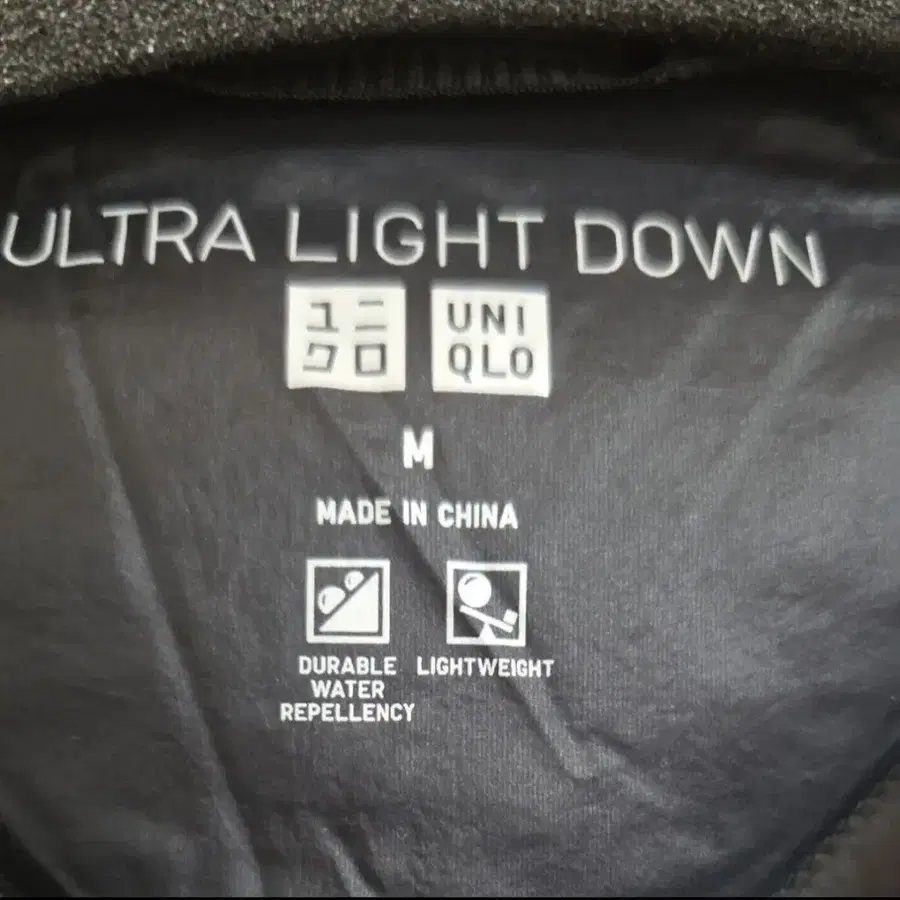 ULTRA LIGHT DOWN
ユニ UNI
クロ QLO
M
MADE IN CHINA
DURABLE LIGHTWEIGHT
WATER
REPELLENCY